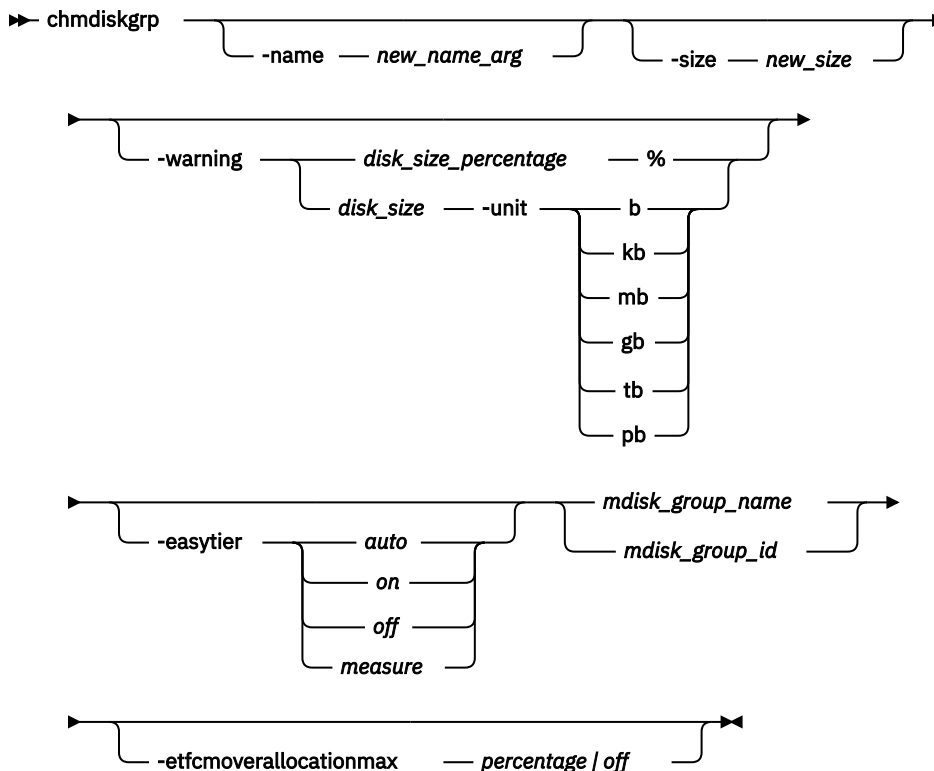 chmdiskgrp
-name new_name_arg
-size new_size
-warning disk_size_percentage %
disk_size -unit b
kb
mb
gb
tb
pb
mdisk_group_name
-easytier auto
mdisk_group_id
on
off
measure
-etfcmoverallocationmax percentage | off